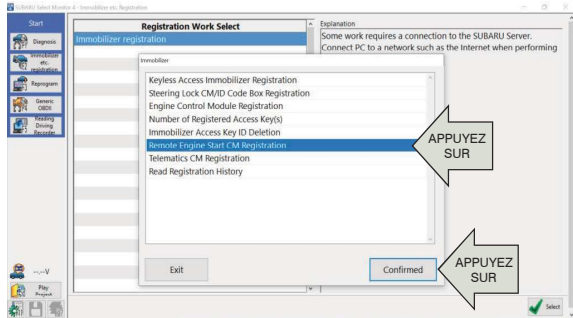 SUBARU Select Monitor 4 - Immobilizer etc. Registration
Start
Diagnosis
Immobilizer
etc.
registration
Reprogram
Generic
OBDII
Reading
Driving
Recorder
--.--V
Play
Project
Registration Work Select
Immobilizer registration
Explanation
Some work requires a connection to the SUBARU Server.
Connect PC to a network such as the Internet when performing
Immobilizer
Keyless Access Immobilizer Registration
Steering Lock CM/ID Code Box Registration
Engine Control Module Registration
Number of Registered Access Key(s)
Immobilizer Access Key ID Deletion
Remote Engine Start CM Registration
Telematics CM Registration
Read Registration History
Exit
Confirmed
APPUYEZ
SUR
APPUYEZ
SUR
Select